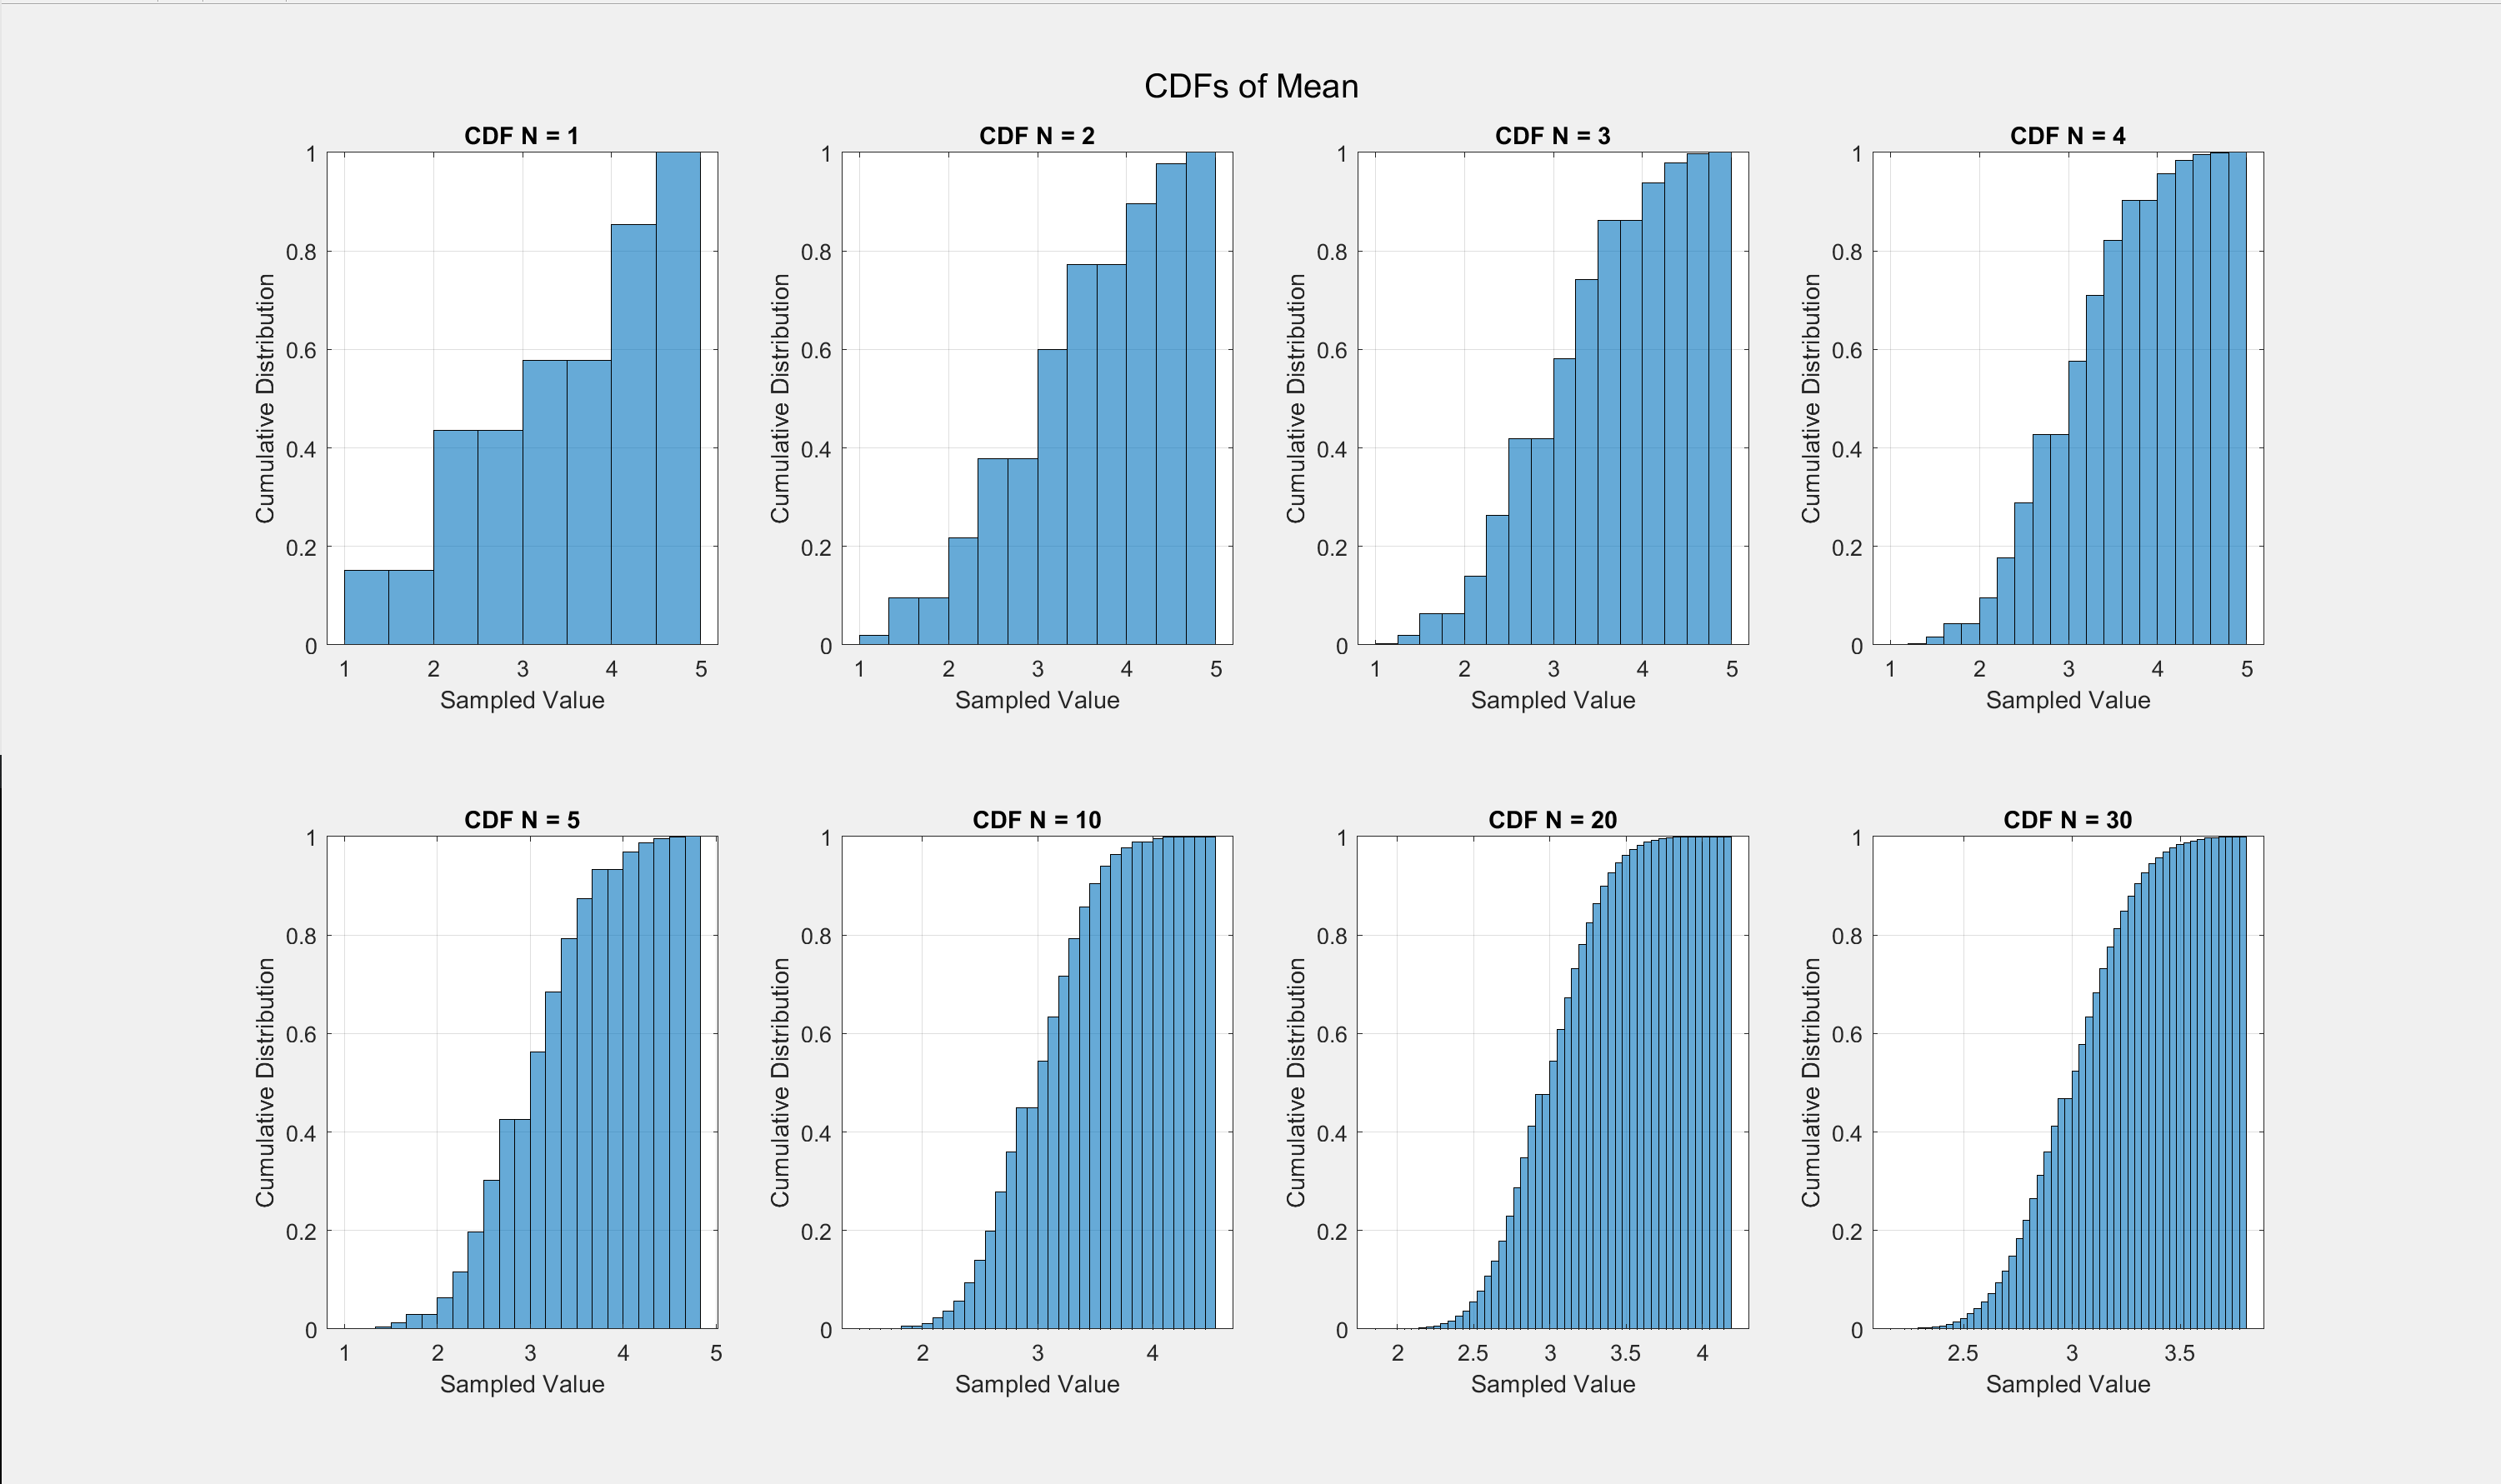 CDFs of Mean
CDF N = 1
1
0.8
0.6
0.4
0.2
0
Cumulative Distribution
1 2 3 4 5
Sampled Value
CDF N = 2
1
0.8
0.6
0.4
0.2
0
Cumulative Distribution
1 2 3 4 5
Sampled Value
CDF N = 3
1
0.8
0.6
0.4
0.2
0
Cumulative Distribution
1 2 3 4 5
Sampled Value
CDF N = 4
1
0.8
0.6
0.4
0.2
0
Cumulative Distribution
1 2 3 4 5
Sampled Value
CDF N = 5
1
0.8
0.6
0.4
0.2
0
Cumulative Distribution
1 2 3 4 5
Sampled Value
CDF N = 10
1
0.8
0.6
0.4
0.2
0
Cumulative Distribution
2 3 4
Sampled Value
CDF N = 20
1
0.8
0.6
0.4
0.2
0
Cumulative Distribution
2 2.5 3 3.5 4
Sampled Value
CDF N = 30
1
0.8
0.6
0.4
0.2
0
Cumulative Distribution
2.5 3 3.5
Sampled Value